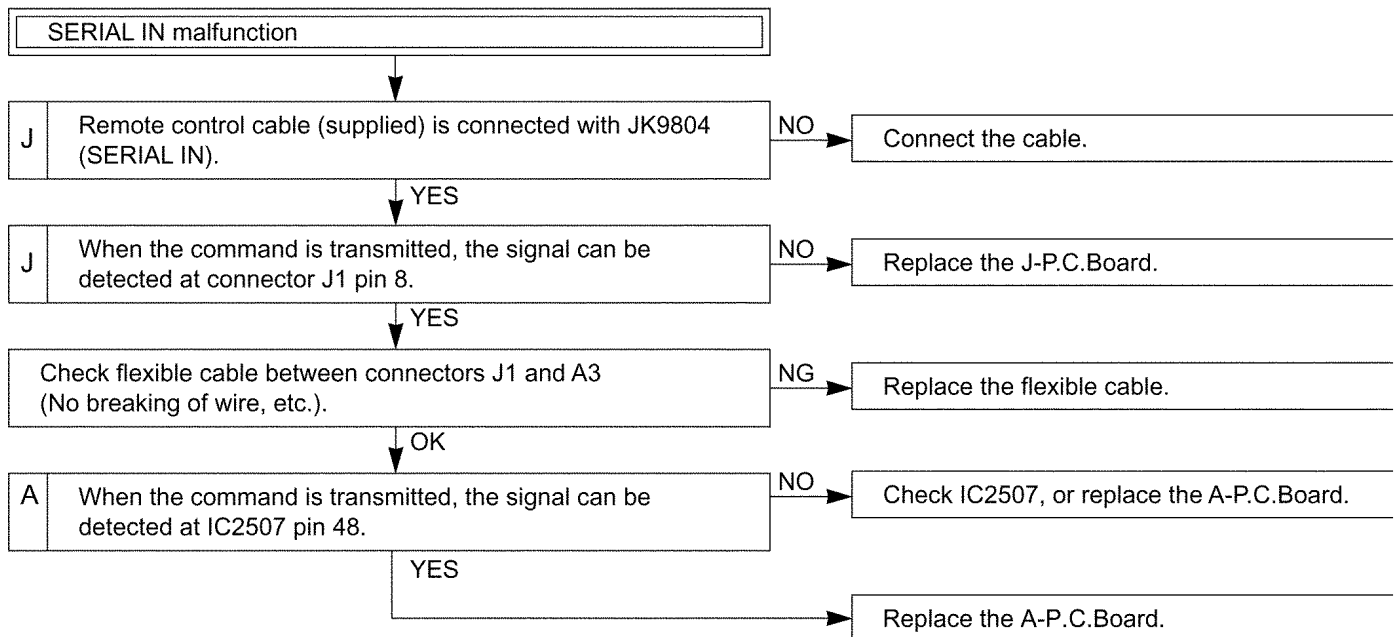 SERIAL IN malfunction
J
Remote control cable (supplied) is connected with JK9804
(SERIAL IN).
NO
Connect the cable.
YES
J
When the command is transmitted, the signal can be
detected at connector J1 pin 8.
NO
Replace the J-P.C.Board.
YES
Check flexible cable between connectors J1 and A3
(No breaking of wire, etc.).
NG
Replace the flexible cable.
OK
A
When the command is transmitted, the signal can be
detected at IC2507 pin 48.
NO
Check IC2507, or replace the A-P.C.Board.
YES
Replace the A-P.C.Board.